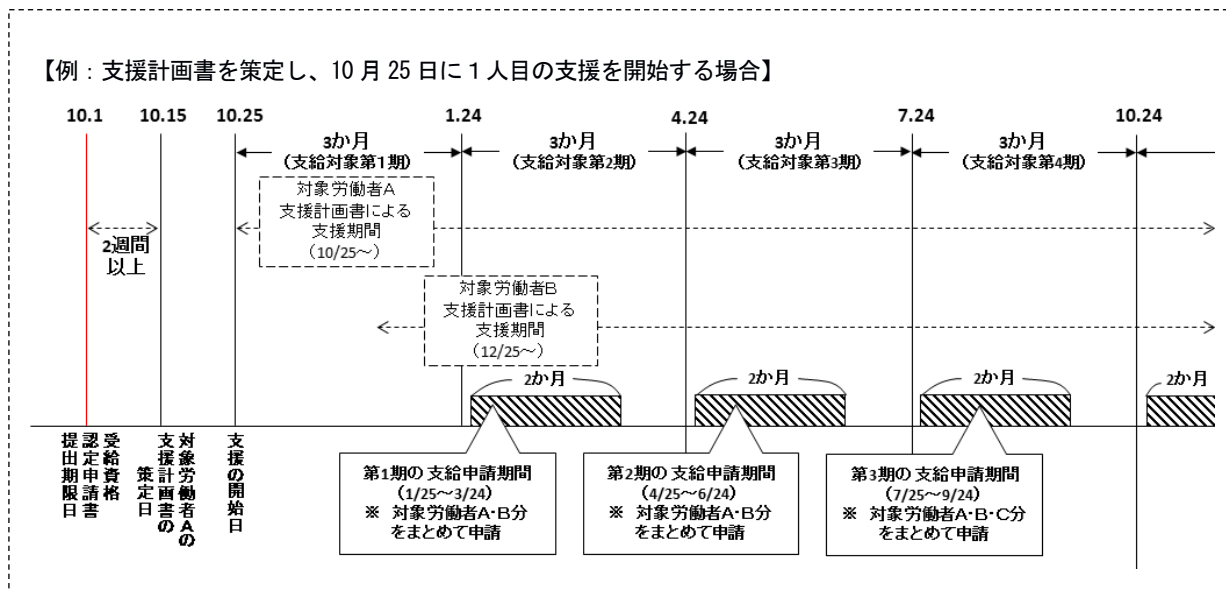 【例：支援計画書を策定し、10月25日に1人目の支援を開始する場合】
10.1
10.15
10.25
1.24
4.24
7.24
10.24
3か月
（支給対象第1期）
3か月
（支給対象第2期）
3か月
（支給対象第3期）
3か月
（支給対象第4期）
2週間
以上
対象労働者A
支援計画書による
支援期間
（10/25～）
対象労働者B
支援計画書による
支援期間
（12/25～）
2か月
2か月
2か月
2か月
受給資格
認定申請書
提出期限日
対象労働者Aの
支援計画書の
策定日
支援の開始日
第1期の支給申請期間
（1/25～3/24）
※ 対象労働者A・B分
をまとめて申請
第2期の支給申請期間
（4/25～6/24）
※ 対象労働者A・B分
をまとめて申請
第3期の支給申請期間
（7/25～9/24）
※ 対象労働者A・B・C分
をまとめて申請